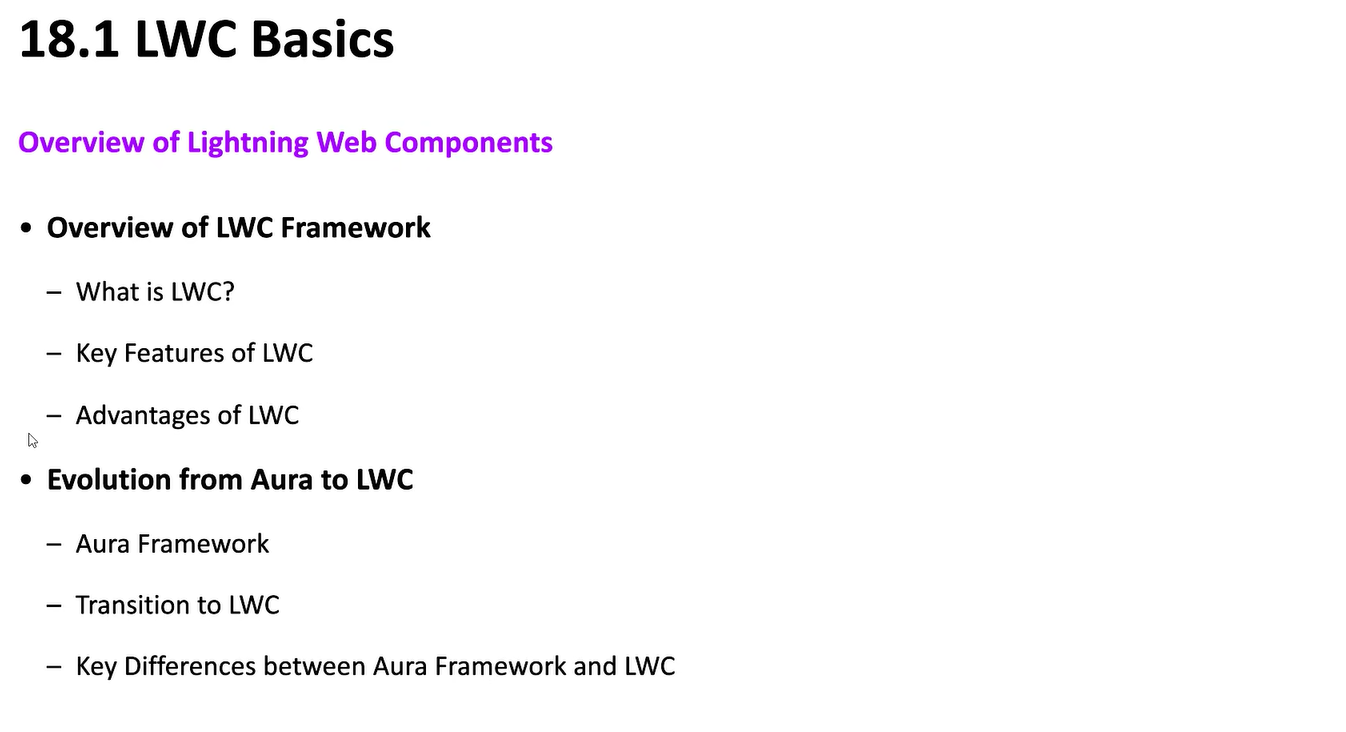 18.1 LWC Basics
Overview of Lightning Web Components
• Overview of LWC Framework
– What is LWC?
– Key Features of LWC
– Advantages of LWC
• Evolution from Aura to LWC
– Aura Framework
– Transition to LWC
– Key Differences between Aura Framework and LWC